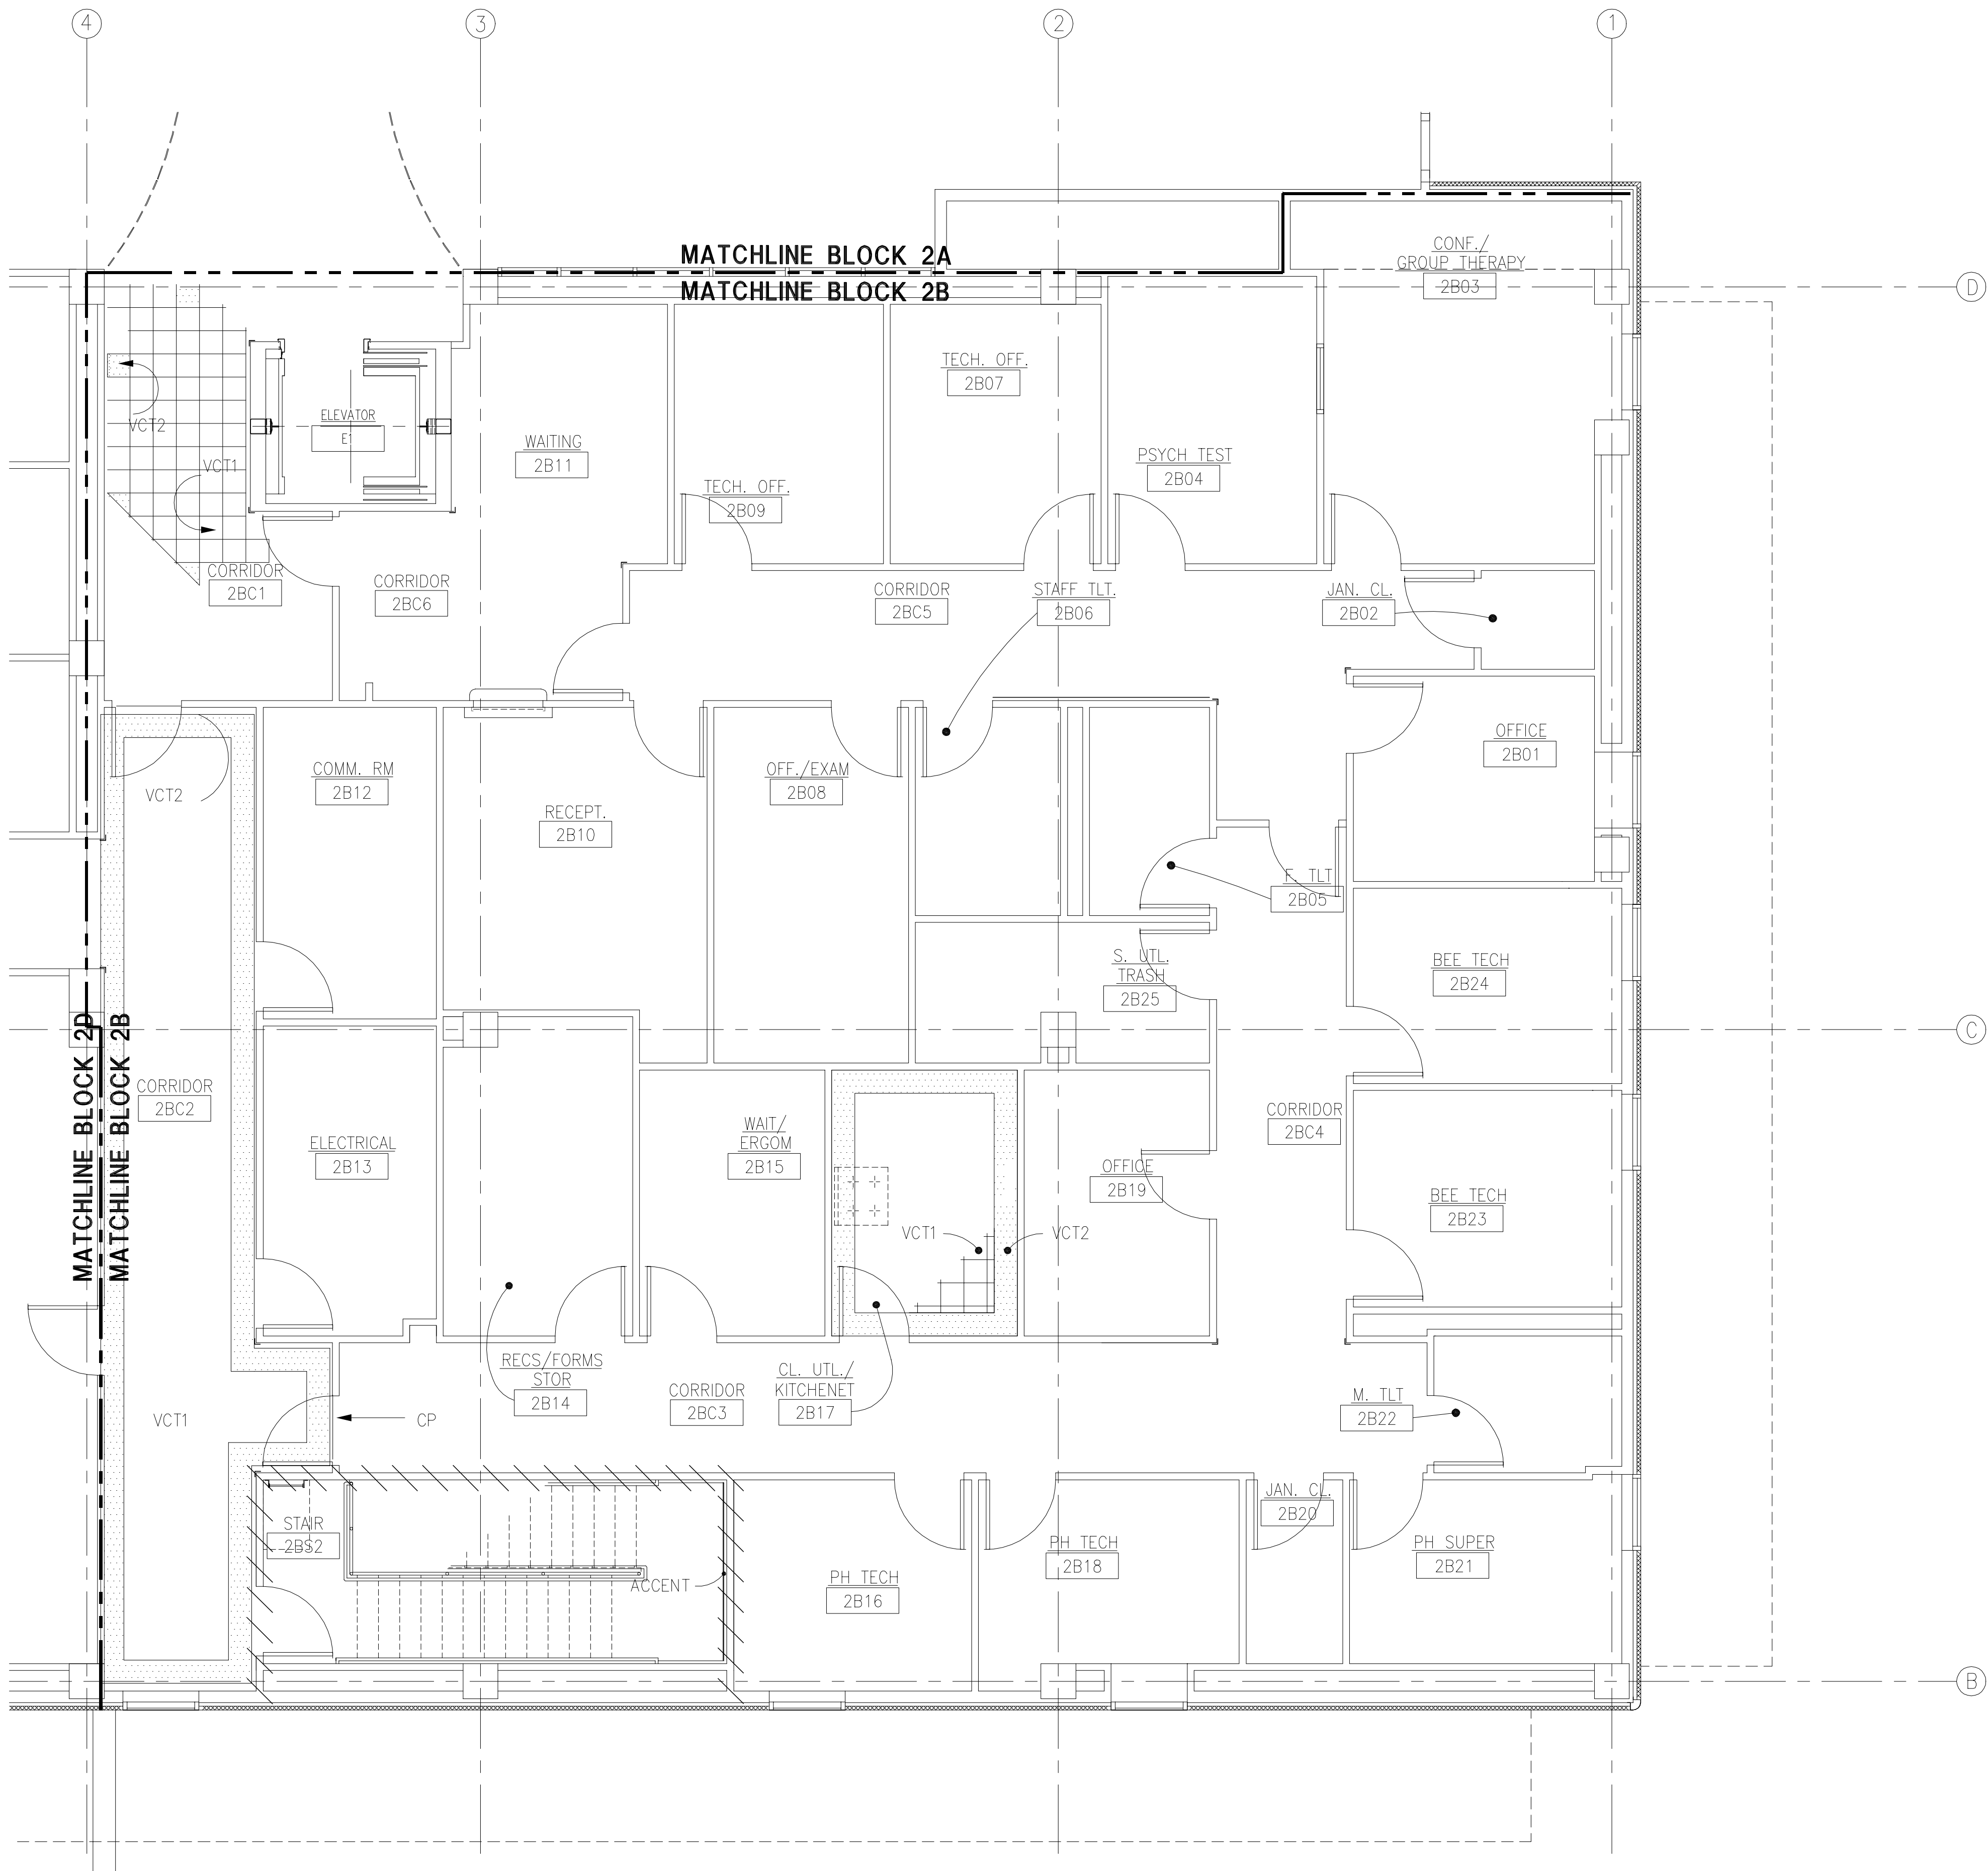 4
3
2
1
MATCHLINE BLOCK 2A
MATCHLINE BLOCK 2B
CONF./
GROUP THERAPY
2B03
D
TECH. OFF.
2B07
VCT2
ELEVATOR
E1
WAITING
2B11
PSYCH TEST
2B04
VCT1
TECH. OFF.
2B09
CORRIDOR
2BC1
CORRIDOR
2BC6
CORRIDOR
2BC5
STAFF TLT.
2B06
JAN. CL.
2B02
OFFICE
2B01
VCT2
COMM. RM
2B12
OFF./EXAM
2B08
RECEPT.
2B10
F. TLT
2B05
S. UTL.
TRASH
2B25
BEE TECH
2B24
C
MATCHLINE BLOCK 2D
MATCHLINE BLOCK 2B
CORRIDOR
2BC2
ELECTRICAL
2B13
WAIT/
ERGOM
2B15
OFFICE
2B19
CORRIDOR
2BC4
BEE TECH
2B23
VCT1
VCT2
RECS/FORMS
STOR
2B14
CORRIDOR
2BC3
CL. UTL./
KITCHENET
2B17
M. TLT
2B22
VCT1
CP
STAIR
2BS2
ACCENT
PH TECH
2B16
PH TECH
2B18
JAN. CL.
2B20
PH SUPER
2B21
B